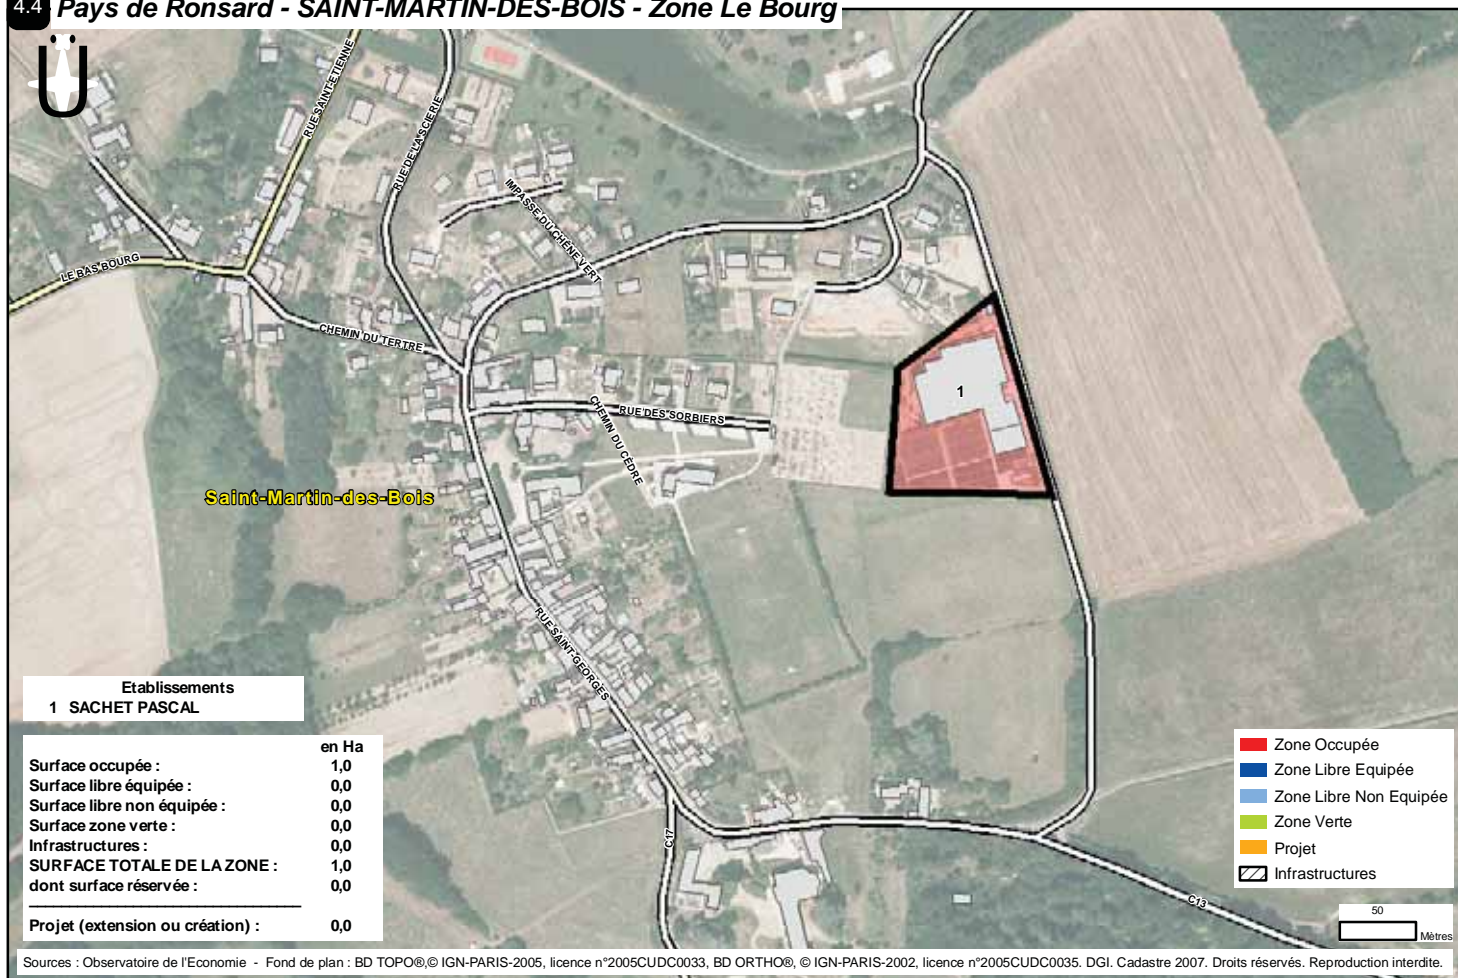 4.4 Pays de Ronsard - SAINT-MARTIN-DES-BOIS - Zone Le Bourg
Ü
RUE SAINT-ETIENNE
RUE DE LA SCIERIE
IMPASSE DU CHÊNE VERT
LE BAS BOURG
CHEMIN DU TERTRE
1
CHEMIN DU CÈDRE
RUE DES SORBIERS
Saint-Martin-des-Bois
RUE SAINT-GEORGES
C17
C13
Etablissements
1 SACHET PASCAL
en Ha
Surface occupée : 1,0
Surface libre équipée : 0,0
Surface libre non équipée : 0,0
Surface zone verte : 0,0
Infrastructures : 0,0
SURFACE TOTALE DE LA ZONE : 1,0
dont surface réservée : 0,0
Projet (extension ou création) : 0,0
Zone Occupée
Zone Libre Equipée
Zone Libre Non Equipée
Zone Verte
Projet
Infrastructures
50
Mètres
Sources : Observatoire de l'Economie - Fond de plan : BD TOPO®,© IGN-PARIS-2005, licence n°2005CUDC0033, BD ORTHO®, © IGN-PARIS-2002, licence n°2005CUDC0035. DGI. Cadastre 2007. Droits réservés. Reproduction interdite.